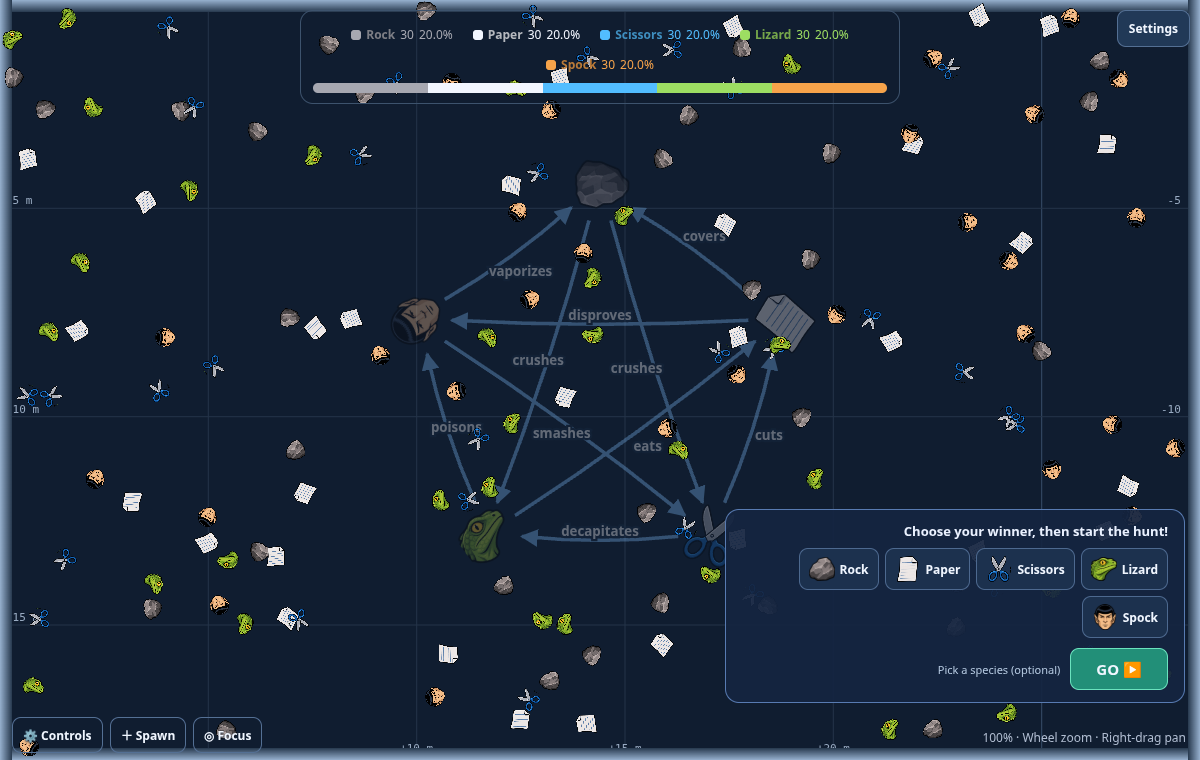 Rock 30 20.0% Paper 30 20.0% Scissors 30 20.0% Lizard 30 20.0%
Spock 30 20.0%
Settings
5 m
-5
covers
vaporizes
disproves
crushes
crushes
10 m
-10
poisons
smashes
eats
cuts
decapitates
Choose your winner, then start the hunt!
Rock Paper Scissors Lizard
Spock
15
Pick a species (optional) GO
Controls + Spawn Focus
+10 m
+15 m
+20 m
100% · Wheel zoom · Right-drag pan